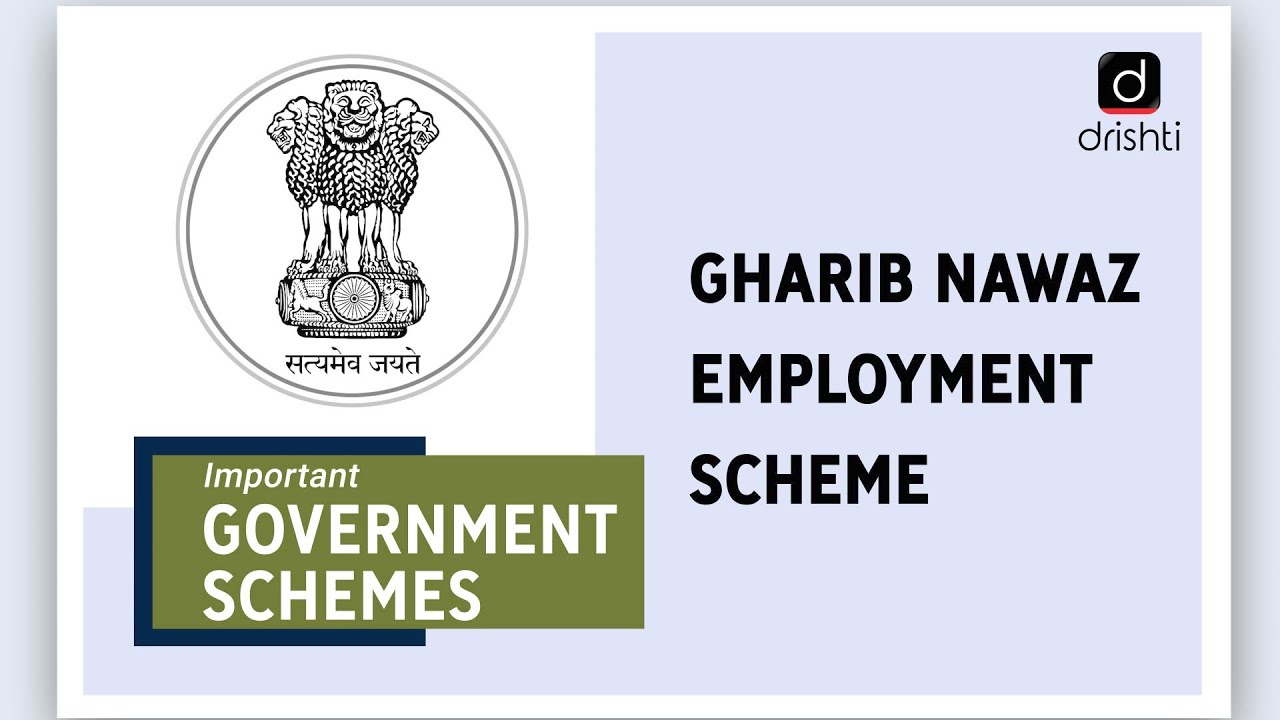 सत्यमेव जयते
Important
GOVERNMENT
SCHEMES
d
drishti
GHARIB NAWAZ
EMPLOYMENT
SCHEME